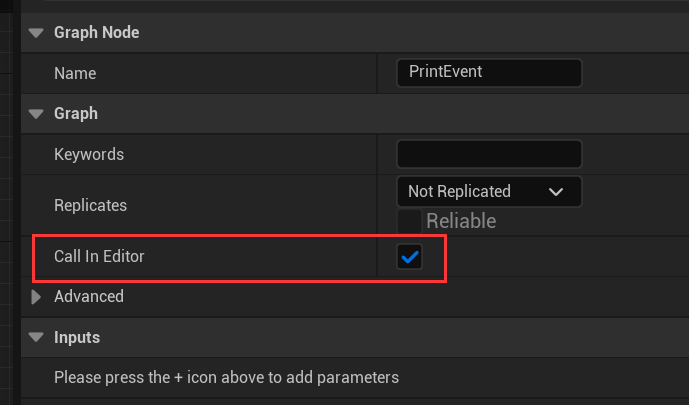 Graph Node
Name PrintEvent
Graph
Keywords
Replicates Not Replicated
Reliable
Call In Editor
Advanced
Inputs
Please press the + icon above to add parameters